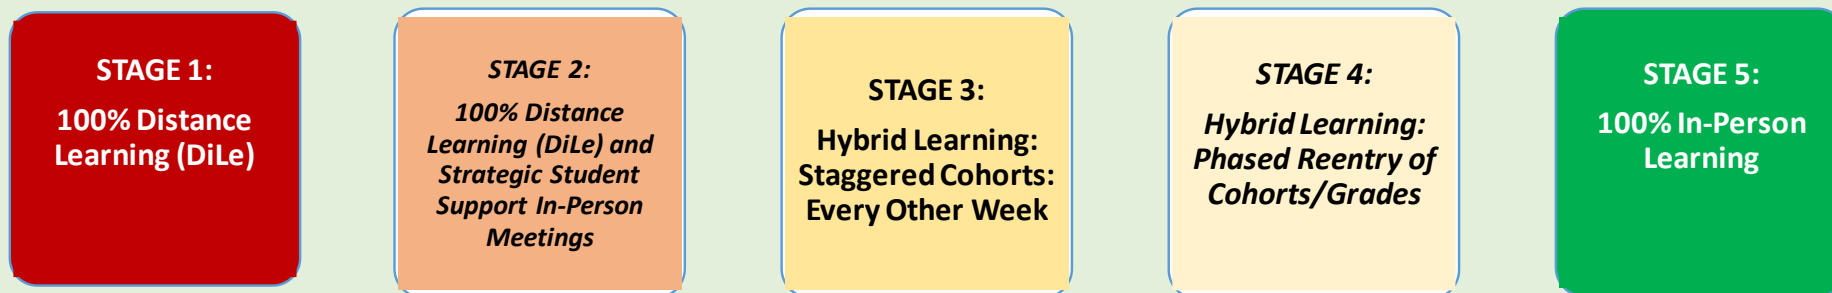 STAGE 1:
100% Distance
Learning (DiLe)
STAGE 2:
100% Distance
Learning (DiLe) and
Strategic Student
Support In-Person
Meetings
STAGE 3:
Hybrid Learning:
Staggered Cohorts:
Every Other Week
STAGE 4:
Hybrid Learning:
Phased Reentry of
Cohorts/Grades
STAGE 5:
100% In-Person
Learning